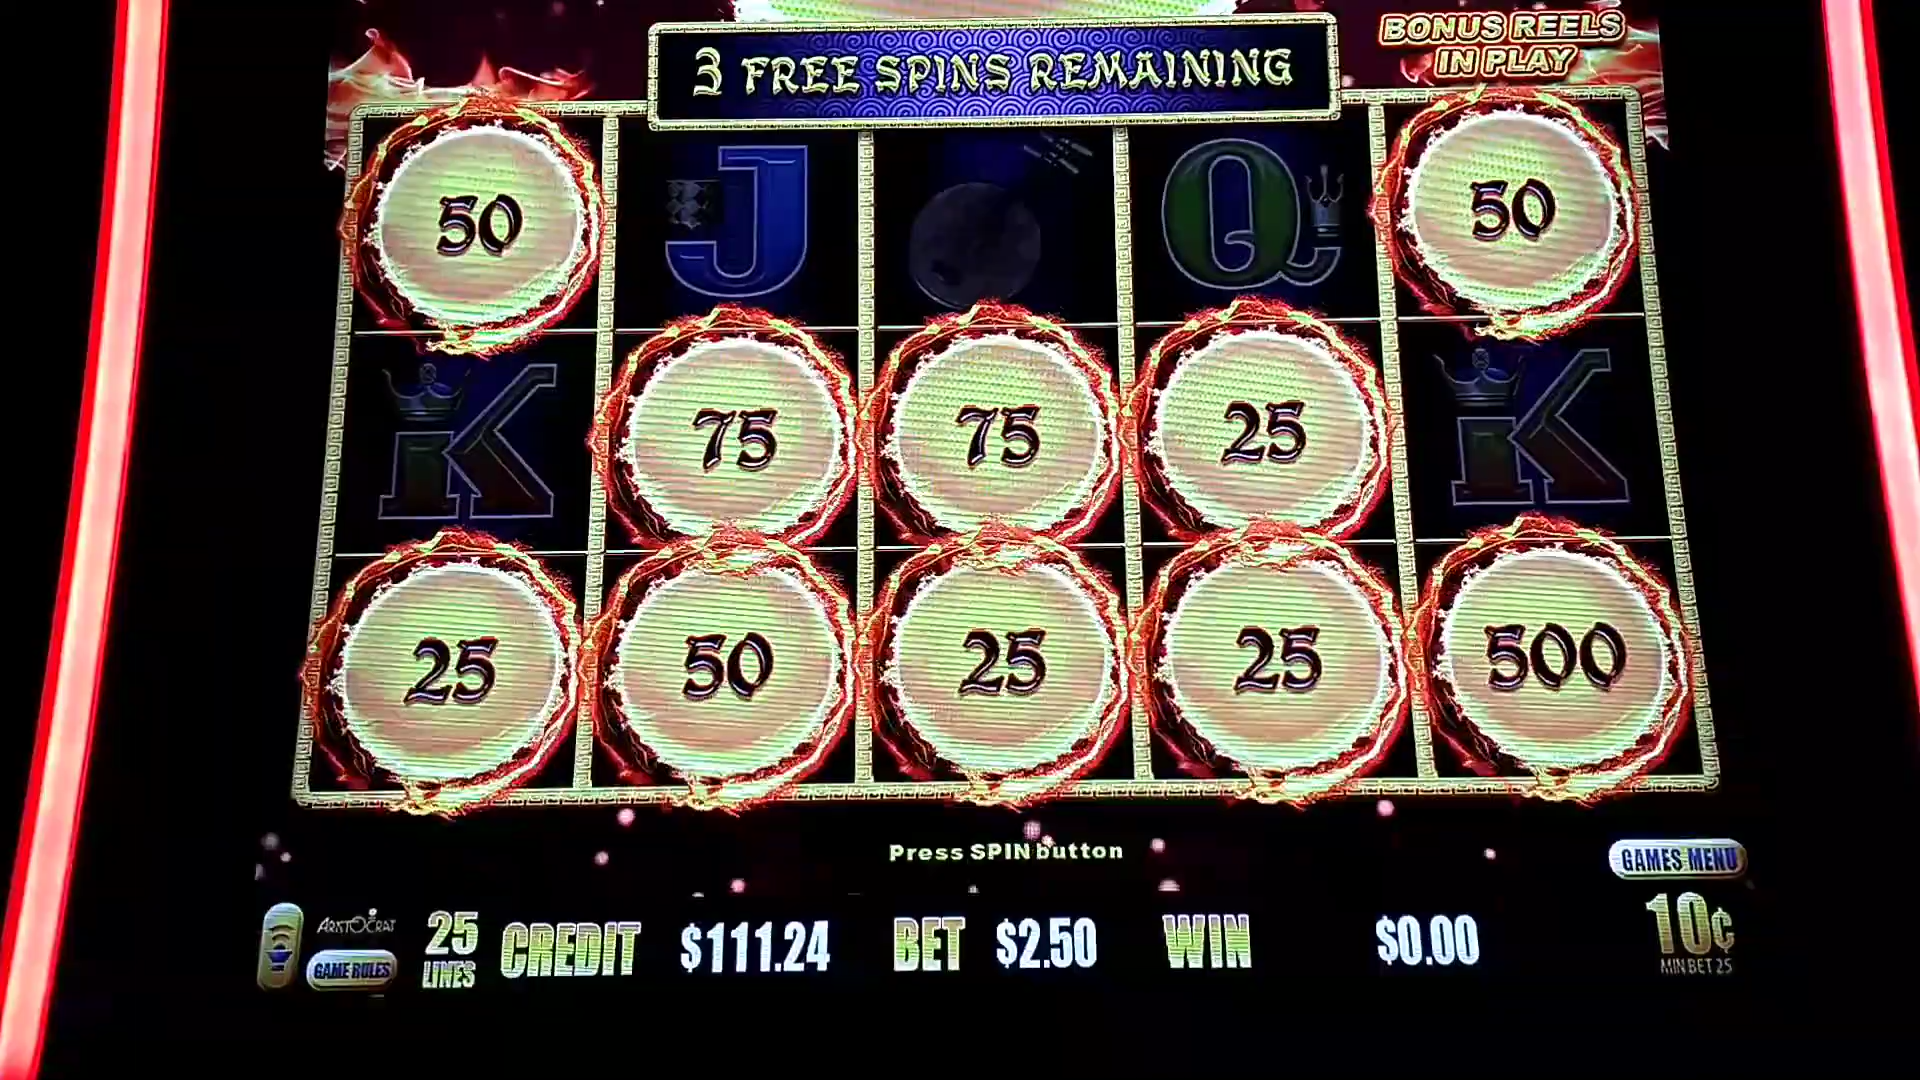 BONUS REELS
IN PLAY
3 FREE SPINS REMAINING
50
J
Q
50
K
75
75
25
K
25
50
25
25
500
Press SPIN button
GAMES MENU
ARISTOCRAT
GAME RULES
25
LINES
CREDIT
$111.24
BET
$2.50
WIN
$0.00
10¢
MIN BET 25